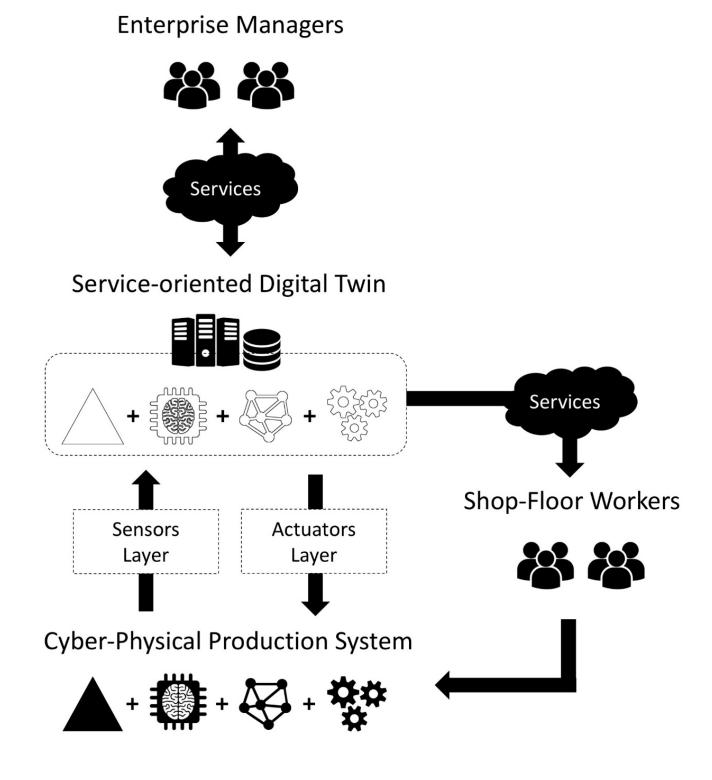 Enterprise Managers
Services
Service-oriented Digital Twin
+ + +
Services
Sensors
Layer
Actuators
Layer
Shop-Floor Workers
Cyber-Physical Production System
+ + +